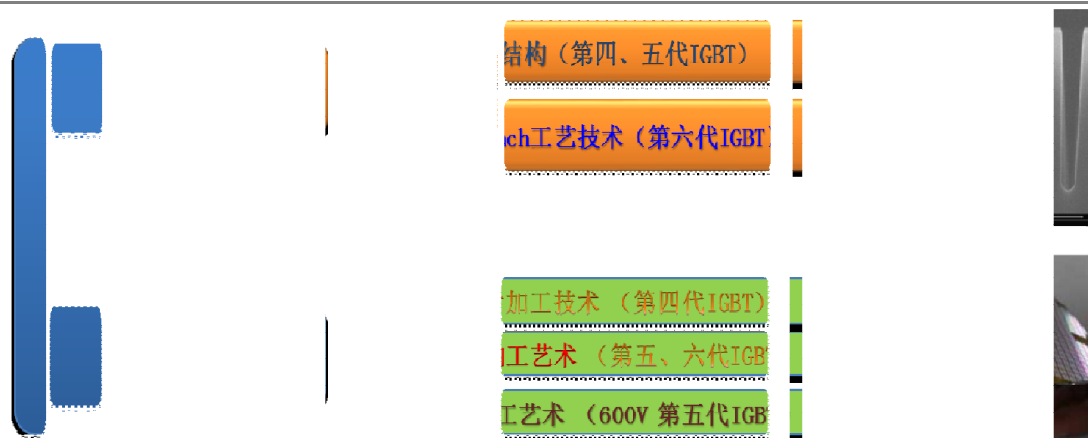 结构（第四、五代IGBT）
ch工艺技术（第六代IGBT）
加工技术 （第四代IGBT）
工艺术 （第五、六代IGB
工艺术 （600V 第五代IGB